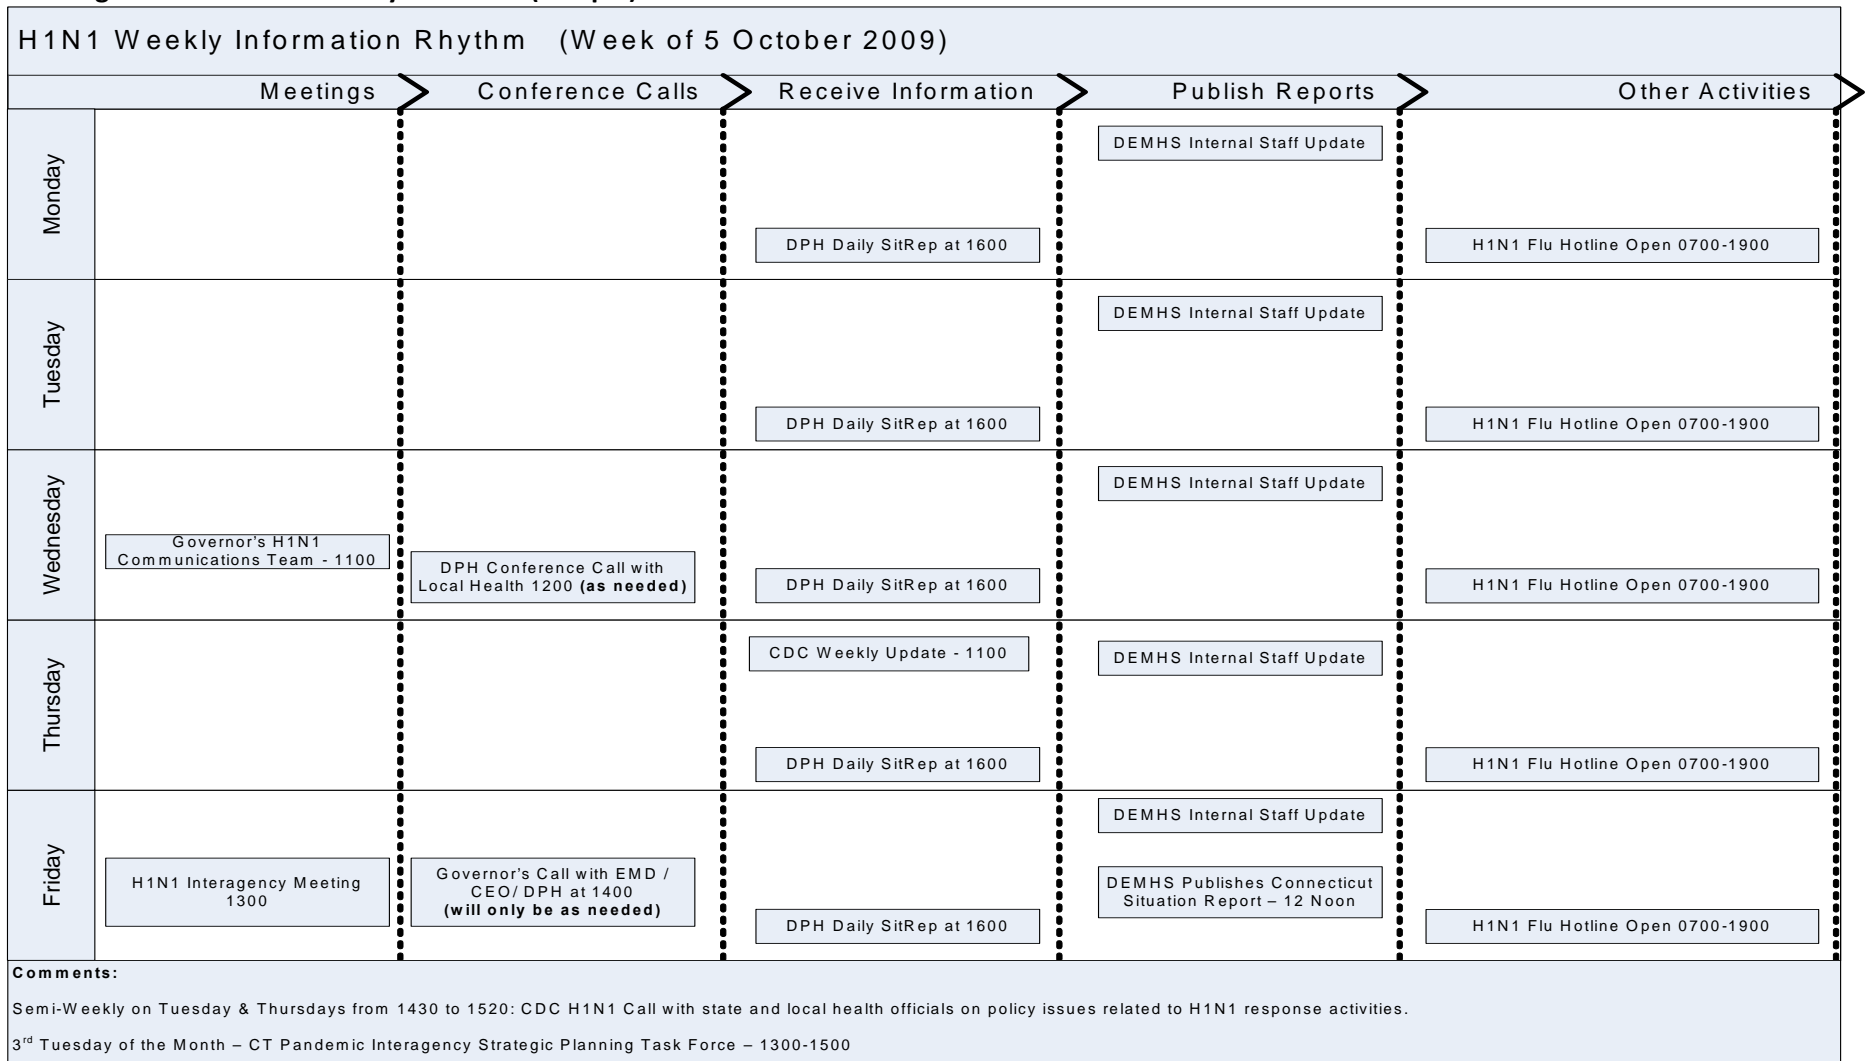 H1N1 Weekly Information Rhythm (Week of 5 October 2009)
Meetings
Conference Calls
Receive Information
Publish Reports
Other Activities
Monday
DEMHS Internal Staff Update
DPH Daily SitRep at 1600
H1N1 Flu Hotline Open 0700-1900
Tuesday
DEMHS Internal Staff Update
DPH Daily SitRep at 1600
H1N1 Flu Hotline Open 0700-1900
Wednesday
DEMHS Internal Staff Update
Governor's H1N1
Communications Team - 1100
DPH Conference Call with
Local Health 1200 (as needed)
DPH Daily SitRep at 1600
H1N1 Flu Hotline Open 0700-1900
Thursday
CDC Weekly Update - 1100
DEMHS Internal Staff Update
DPH Daily SitRep at 1600
H1N1 Flu Hotline Open 0700-1900
Friday
DEMHS Internal Staff Update
H1N1 Interagency Meeting
1300
Governor's Call with EMD /
CEO/ DPH at 1400
(will only be as needed)
DEMHS Publishes Connecticut
Situation Report – 12 Noon
DPH Daily SitRep at 1600
H1N1 Flu Hotline Open 0700-1900
Comments:
Semi-Weekly on Tuesday & Thursdays from 1430 to 1520: CDC H1N1 Call with state and local health officials on policy issues related to H1N1 response activities.
3rd Tuesday of the Month – CT Pandemic Interagency Strategic Planning Task Force – 1300-1500